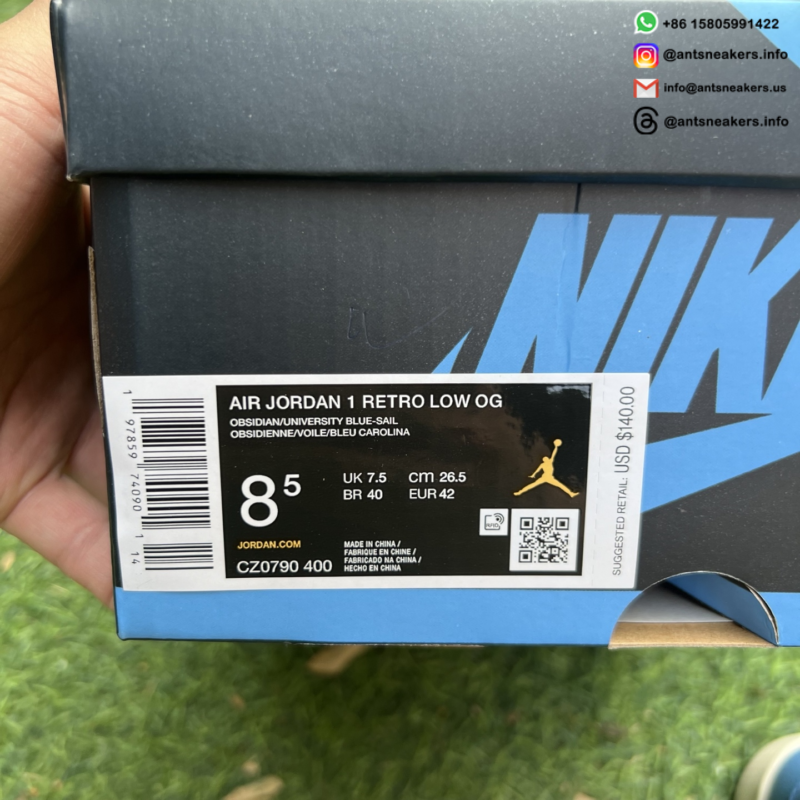 +86 15805991422
@antsneakers.info
info@antsneakers.us
@antsneakers.info
NIK
AIR JORDAN 1 RETRO LOW OG
OBSIDIAN/UNIVERSITY BLUE-SAIL
OBSIDIENNE/VOILE/BLEU CAROLINA
8⁵
UK 7.5 cm 26.5
BR 40 EUR 42
JORDAN.COM
CZ0790 400
MADE IN CHINA /
FABRIQUE EN CHINE /
FABRICADO NA CHINA /
HECHO EN CHINA
RFID
SUGGESTED RETAIL: USD $140.00
1 97859 74090 1 14